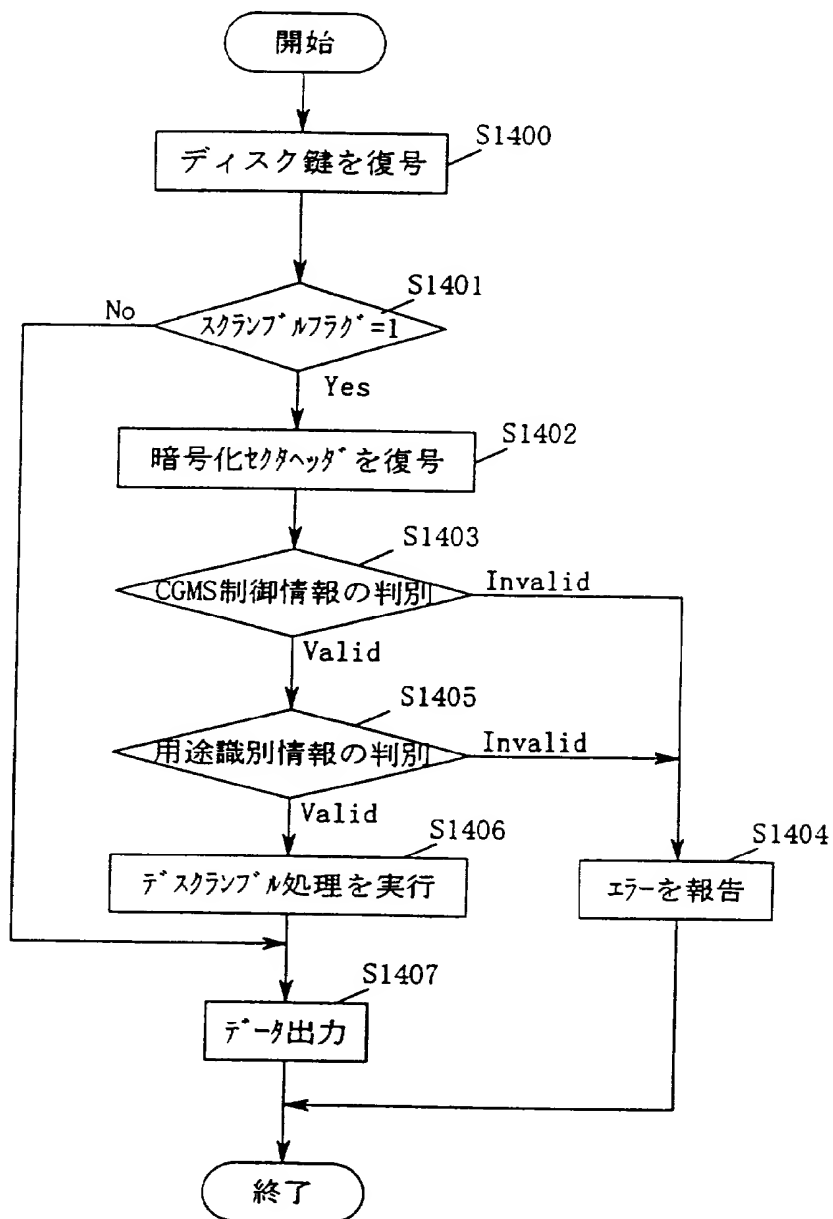 開始
S1400
ディスク鍵を復号
S1401
No
スクランブルフラグ=1
Yes
S1402
暗号化セクタヘッダを復号
S1403
CGMS制御情報の判別
Invalid
Valid
S1405
用途識別情報の判別
Invalid
Valid
S1406
S1404
デスクランブル処理を実行
エラーを報告
S1407
データ出力
終了